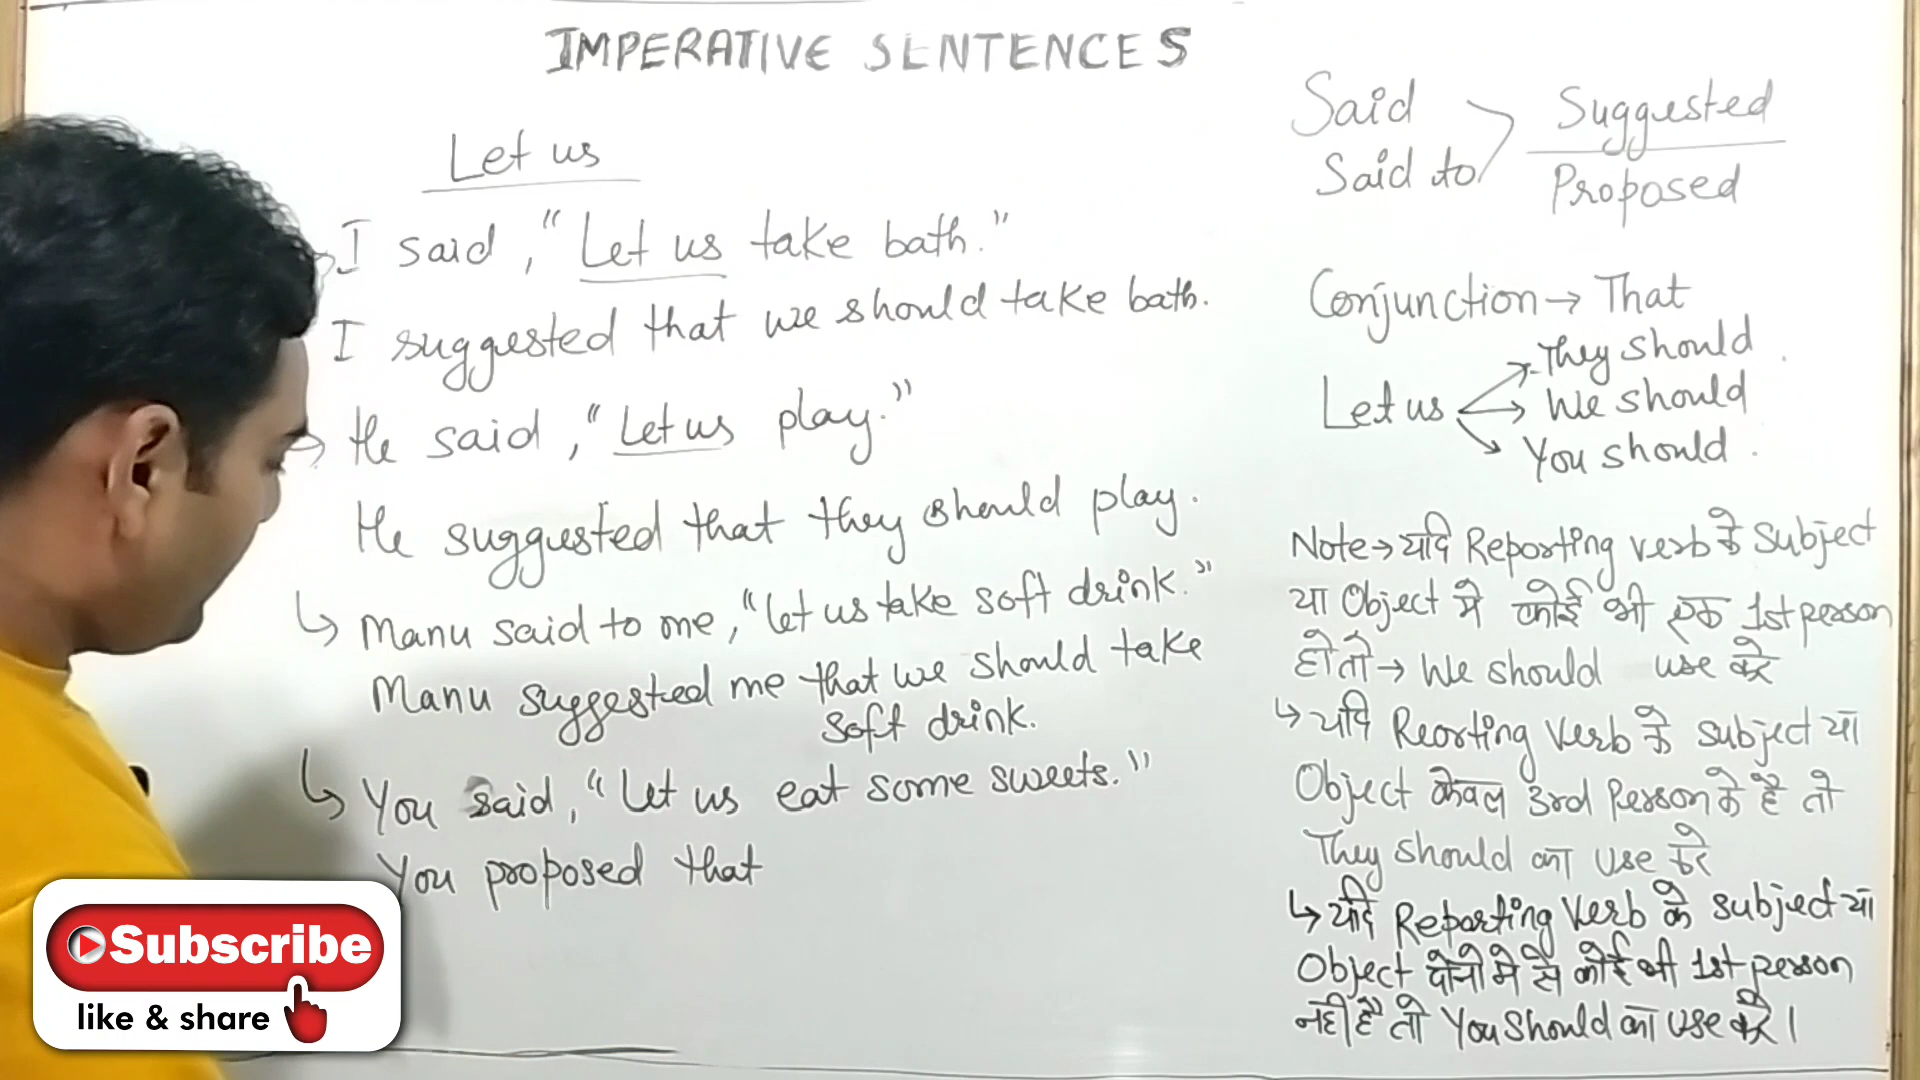 IMPERATIVE SENTENCES
Let us
I said, "Let us take bath."
I suggested that we should take bath.
He said, "Let us play."
He suggested that they should play.
Manu said to me, "let us take soft drink."
Manu suggested me that we should take
soft drink.
You said, "Let us eat some sweets."
You proposed that
Said
Said to
Suggested
Proposed
Conjunction → That
Let us
They should
We should
You should
Note → यदि Reporting verb के Subject
या Object मे कोई भी एक 1st person
हो तो → We should use करे
यदि Reorting Verb के subject या
Object केवल 3rd Person के है तो
They should का use करे
यदि Reporting Verb के subject या
Object दोनो मे से कोई भी 1st person
नही है तो You should का use करे।
Subscribe
like & share